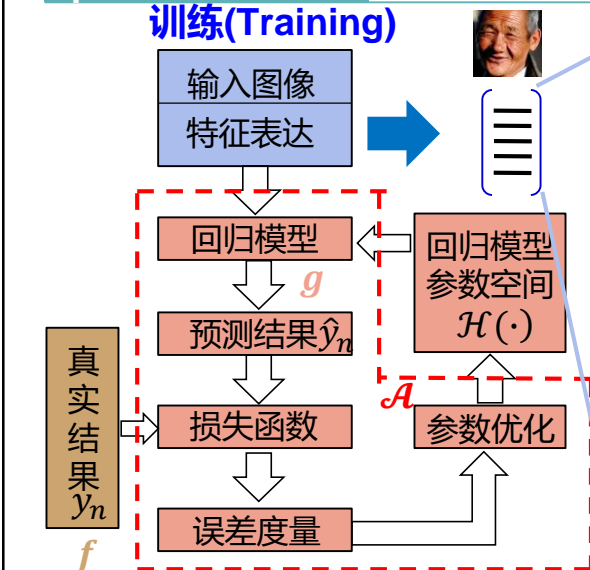 训练(Training)
输入图像
特征表达
回归模型
g
预测结果ŷₙ
真实结果
yₙ
f
损失函数
误差度量
回归模型
参数空间
ℋ(·)
𝒜
参数优化